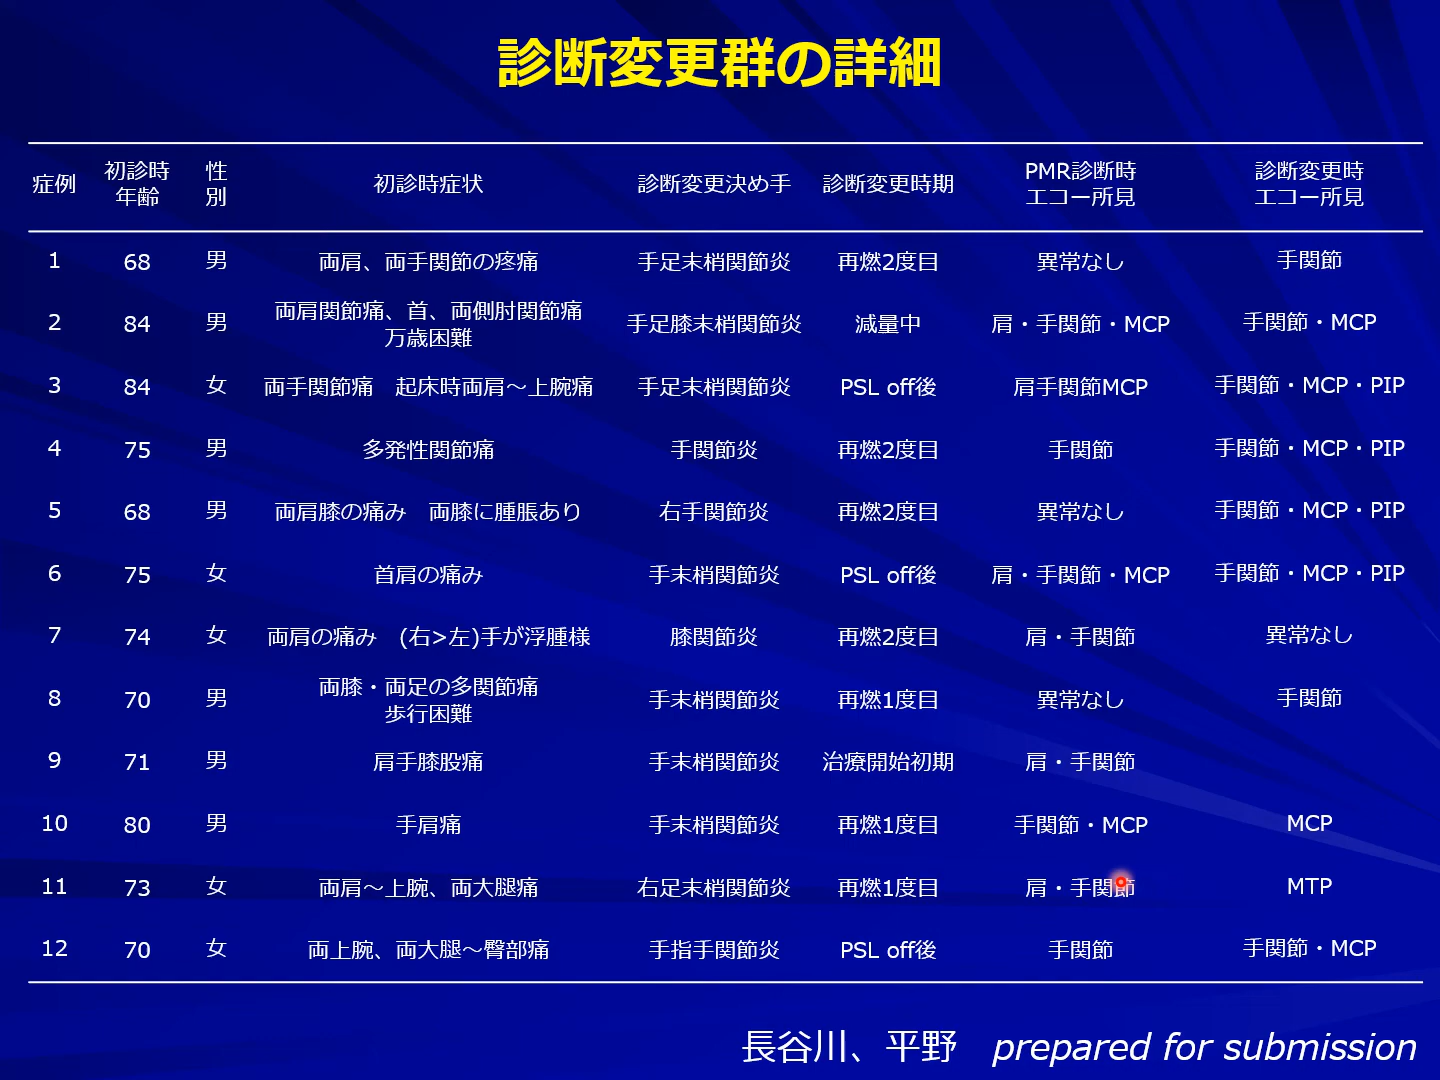 診断変更群の詳細
症例 初診時年齢 性別 初診時症状 診断変更決め手 診断変更時期 PMR診断時エコー所見 診断変更時エコー所見
1 68 男 両肩、両手関節の疼痛 手足末梢関節炎 再燃2度目 異常なし 手関節
2 84 男 両肩関節痛、首、両側肘関節痛 万歳困難 手足膝末梢関節炎 減量中 肩・手関節・MCP 手関節・MCP
3 84 女 両手関節痛　起床時両肩～上腕痛 手足末梢関節炎 PSL off後 肩手関節MCP 手関節・MCP・PIP
4 75 男 多発性関節痛 手関節炎 再燃2度目 手関節 手関節・MCP・PIP
5 68 男 両肩膝の痛み　両膝に腫脹あり 右手関節炎 再燃2度目 異常なし 手関節・MCP・PIP
6 75 女 首肩の痛み 手末梢関節炎 PSL off後 肩・手関節・MCP 手関節・MCP・PIP
7 74 女 両肩の痛み　(右>左)手が浮腫様 膝関節炎 再燃2度目 肩・手関節 異常なし
8 70 男 両膝・両足の多関節痛 歩行困難 手末梢関節炎 再燃1度目 異常なし 手関節
9 71 男 肩手膝股痛 手末梢関節炎 治療開始初期 肩・手関節
10 80 男 手肩痛 手末梢関節炎 再燃1度目 手関節・MCP MCP
11 73 女 両肩～上腕、両大腿痛 右足末梢関節炎 再燃1度目 肩・手関節 MTP
12 70 女 両上腕、両大腿～臀部痛 手指手関節炎 PSL off後 手関節 手関節・MCP
長谷川、平野　prepared for submission